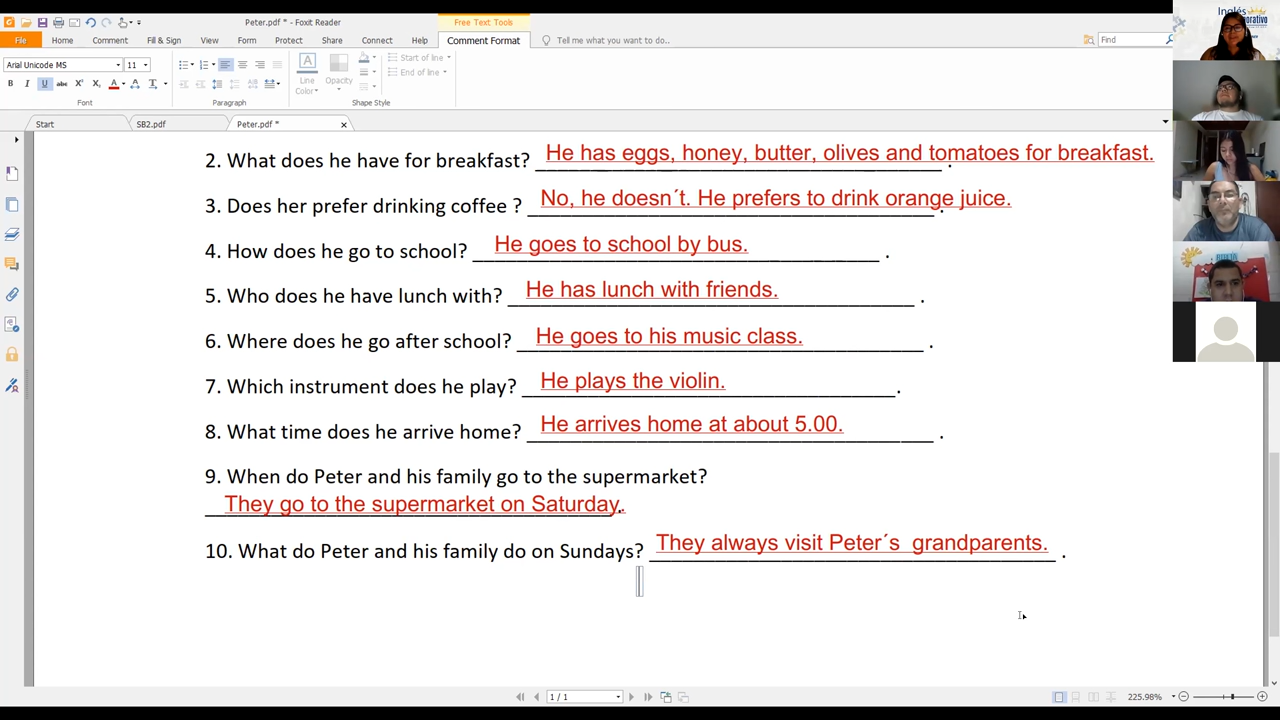 Peter.pdf * - Foxit Reader
Free Text Tools
File Home Comment Fill & Sign View Form Protect Share Connect Help Comment Format Tell me what you want to do.. Find
Arial Unicode MS 11
Start of line
End of line
Line Color
Opacity
Font Paragraph Shape Style
Start SB2.pdf Peter.pdf *
Inglés
2. What does he have for breakfast? He has eggs, honey, butter, olives and tomatoes for breakfast. .
3. Does her prefer drinking coffee ? No, he doesn´t. He prefers to drink orange juice. .
4. How does he go to school? He goes to school by bus. .
5. Who does he have lunch with? He has lunch with friends. .
6. Where does he go after school? He goes to his music class. .
7. Which instrument does he play? He plays the violin. .
8. What time does he arrive home? He arrives home at about 5.00. .
9. When do Peter and his family go to the supermarket?
They go to the supermarket on Saturday. .
10. What do Peter and his family do on Sundays? They always visit Peter´s grandparents. .
1 / 1
225.98%